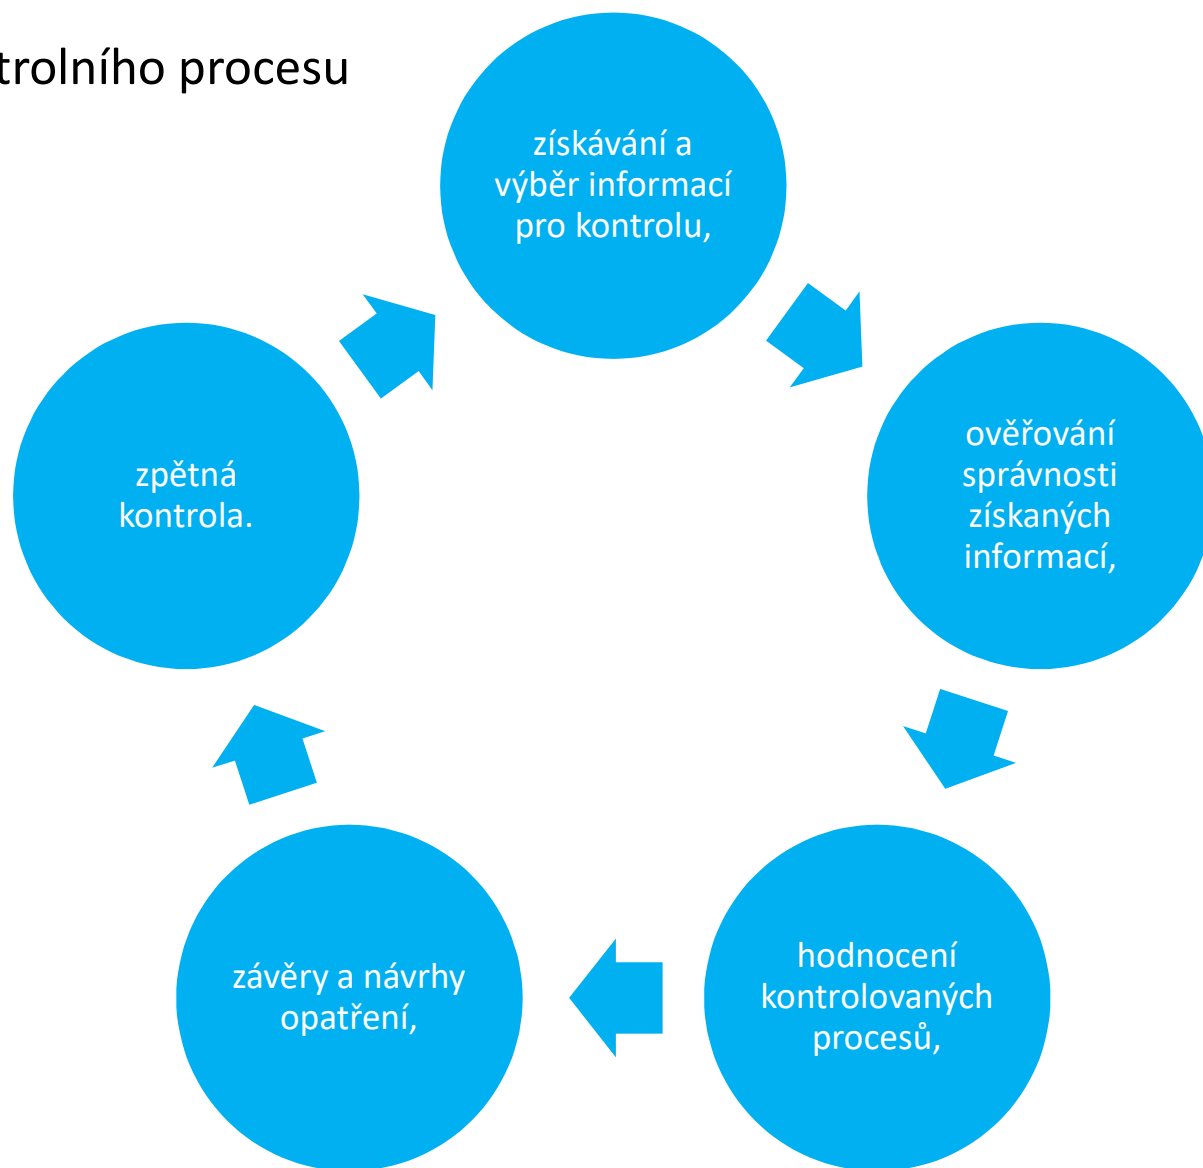 trolního procesu
získávání a
výběr informací
pro kontrolu,
ověřování
správnosti
získaných
informací,
hodnocení
kontrolovaných
procesů,
závěry a návrhy
opatření,
zpětná
kontrola.